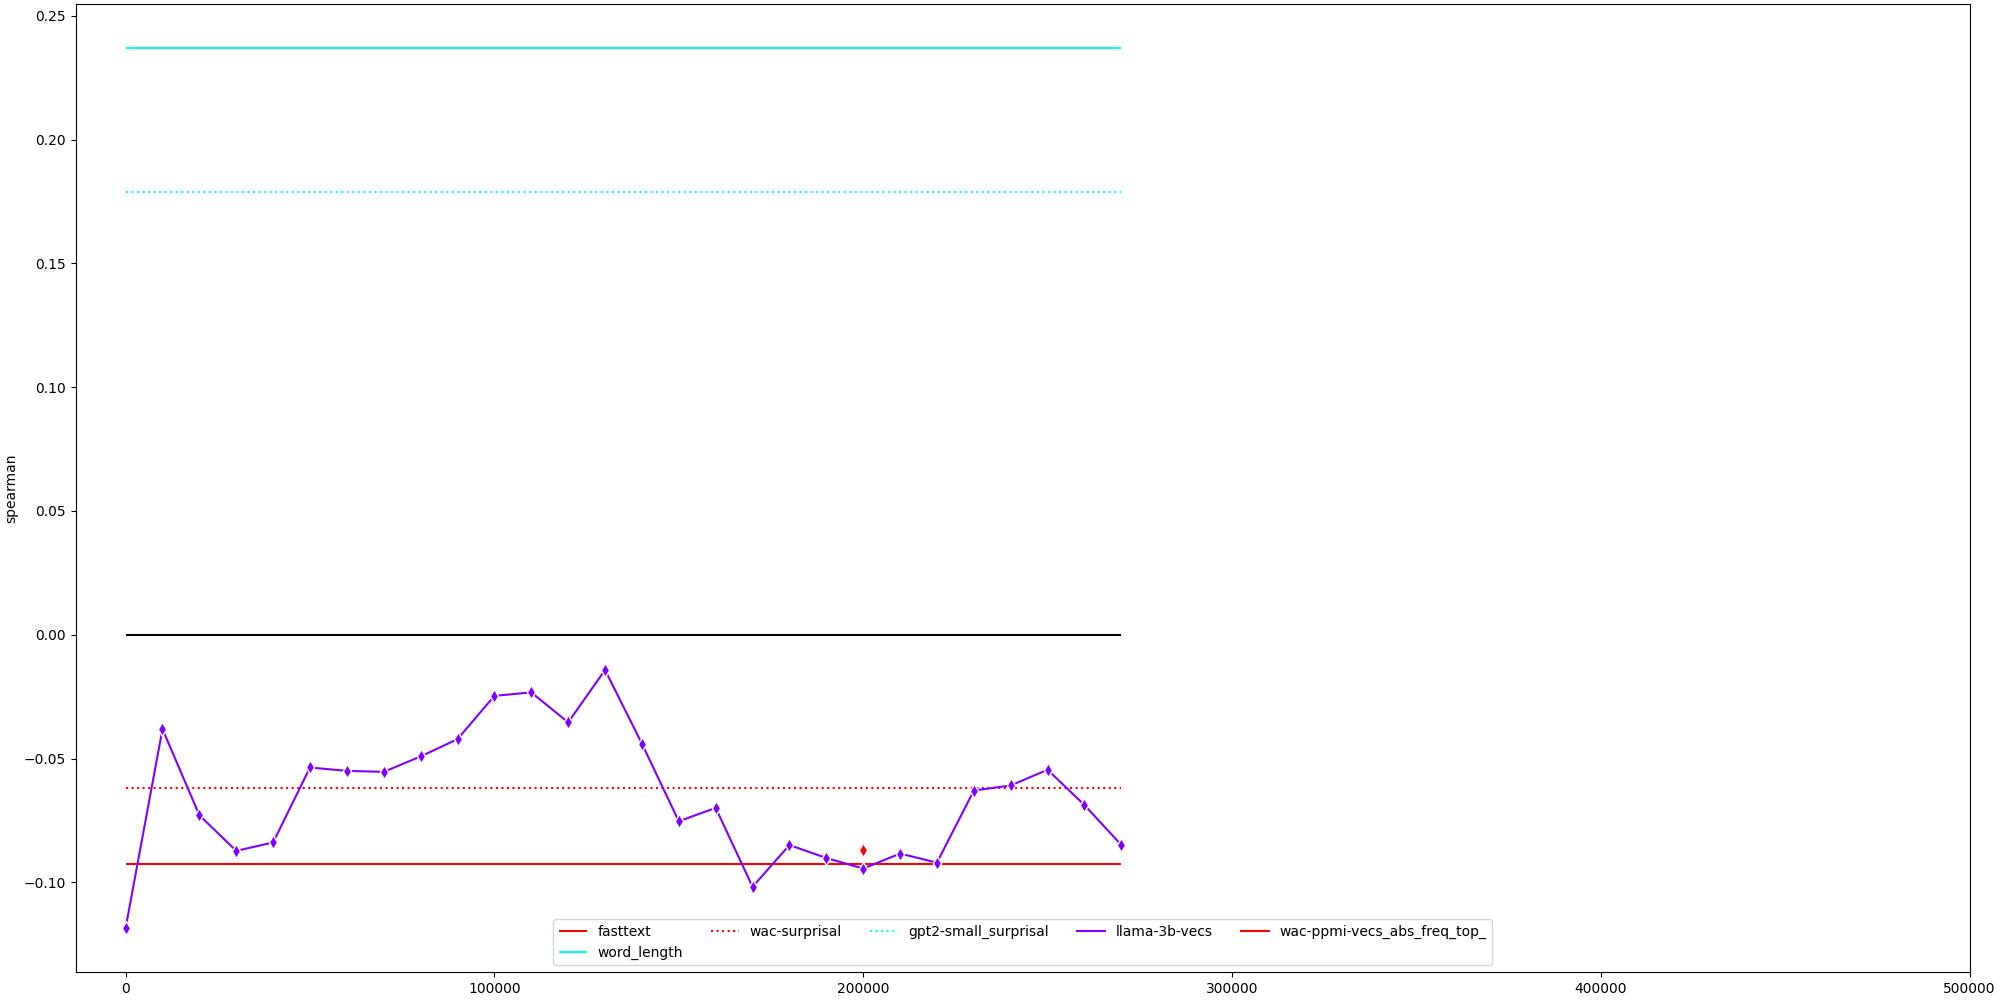 0.25
0.20
0.15
0.10
0.05
0.00
−0.05
−0.10
spearman
fasttext
word_length
wac-surprisal
gpt2-small_surprisal
llama-3b-vecs
wac-ppmi-vecs_abs_freq_top_
0
100000
200000
300000
400000
500000